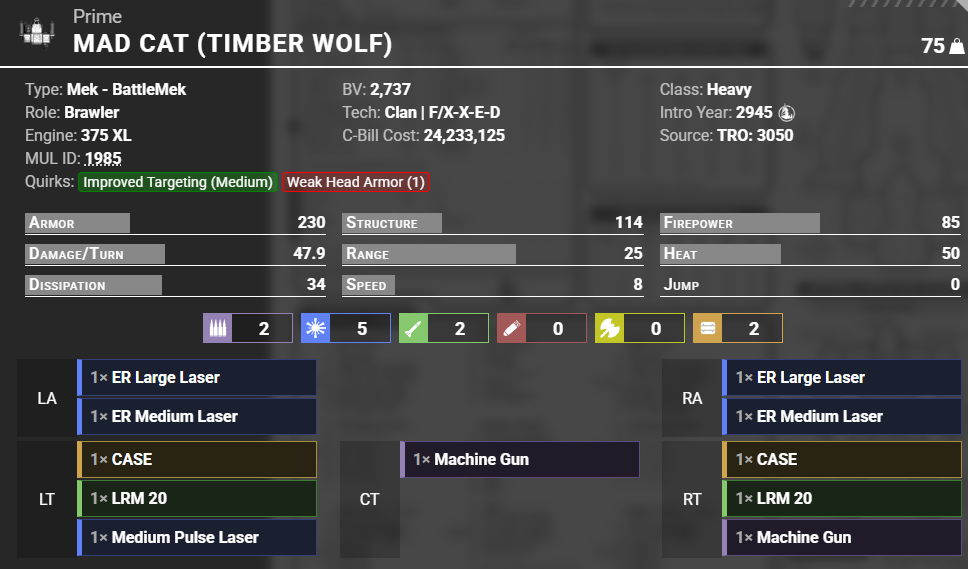 Prime
MAD CAT (TIMBER WOLF)
75
Type: Mek - BattleMek
BV: 2,737
Class: Heavy
Role: Brawler
Tech: Clan | F/X-X-E-D
Intro Year: 2945
Engine: 375 XL
C-Bill Cost: 24,233,125
Source: TRO: 3050
MUL ID: 1985
Quirks: Improved Targeting (Medium) Weak Head Armor (1)
ARMOR 230
STRUCTURE 114
FIREPOWER 85
DAMAGE/TURN 47.9
RANGE 25
HEAT 50
DISSIPATION 34
SPEED 8
JUMP 0
2 5 2 0 0 2
LA
1× ER Large Laser
1× ER Medium Laser
RA
1× ER Large Laser
1× ER Medium Laser
LT
1× CASE
1× LRM 20
1× Medium Pulse Laser
CT
1× Machine Gun
RT
1× CASE
1× LRM 20
1× Machine Gun